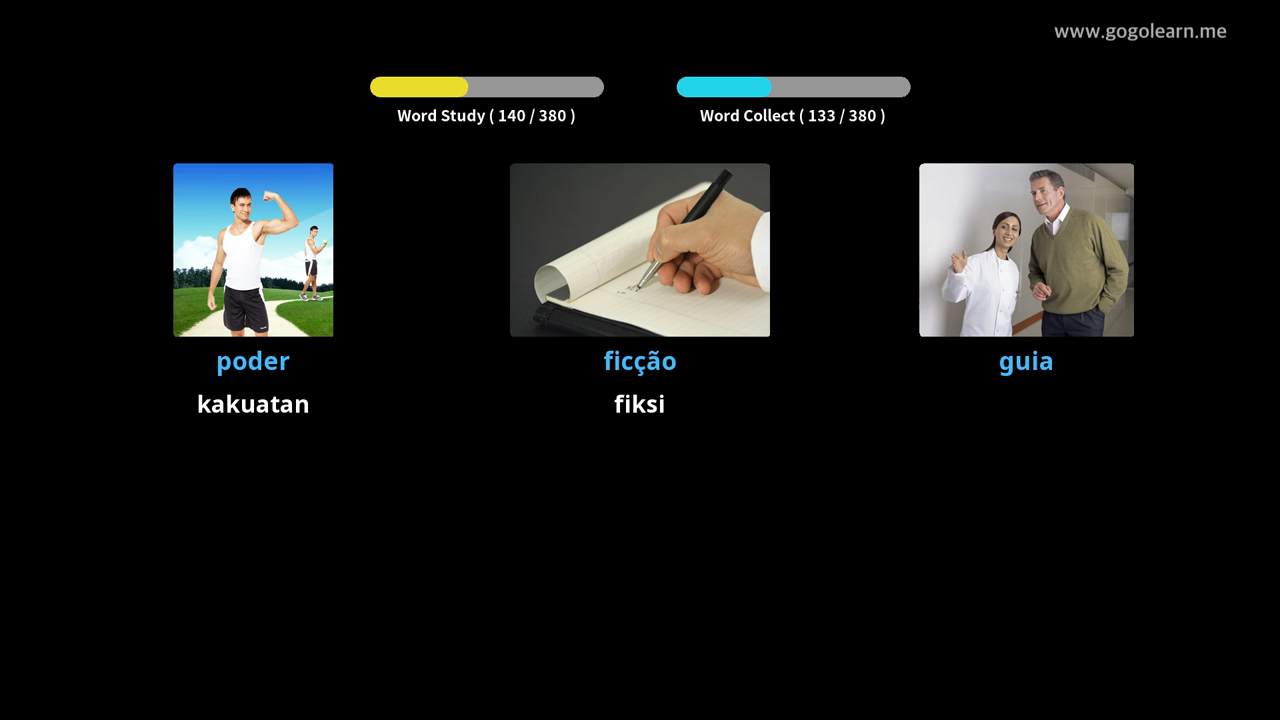 www.gogolearn.me
Word Study ( 140 / 380 )
Word Collect ( 133 / 380 )
poder
ficção
guia
kakuatan
fiksi